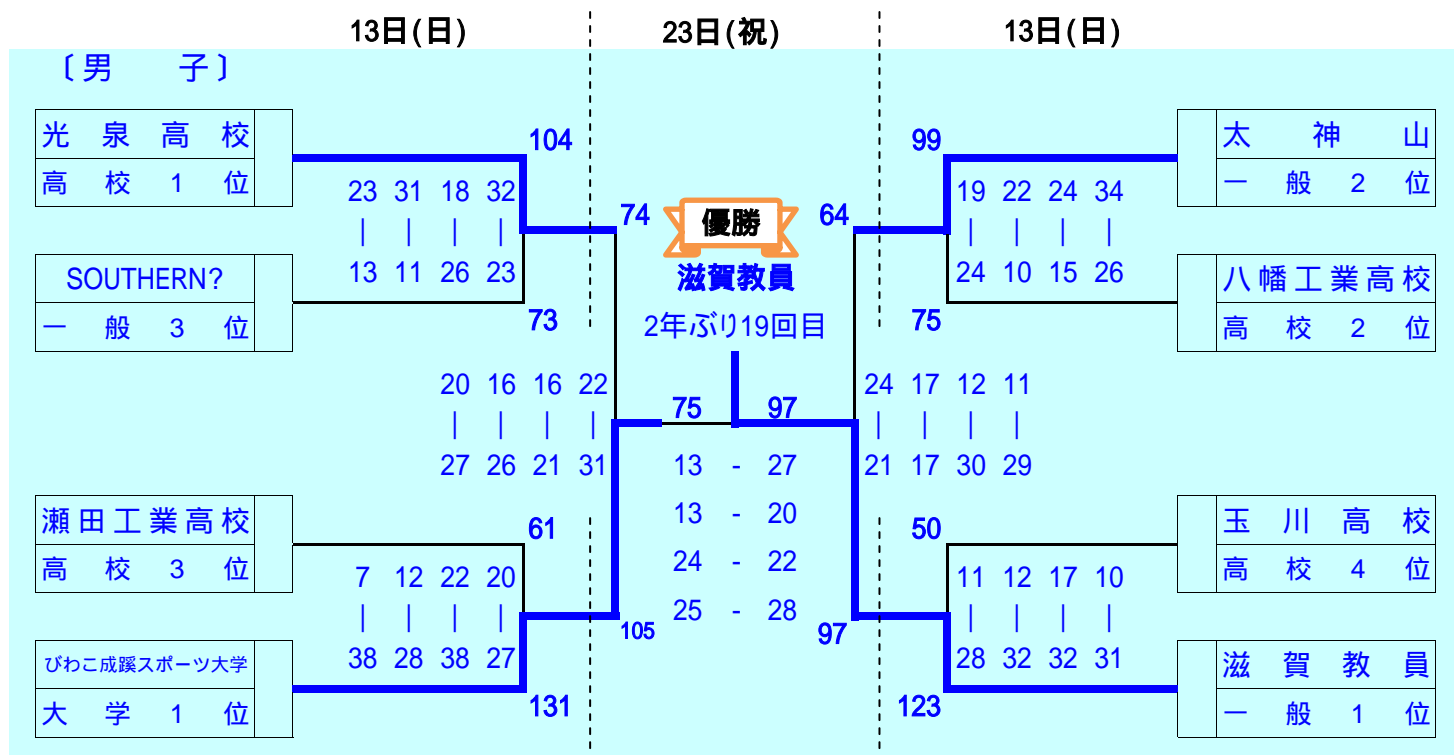 13日(日) 23日(祝) 13日(日)
〔男 子〕
光泉高校
高校1位
104
23 31 18 32
| | | |
13 11 26 23
SOUTHERN?
一般3位
73
74
20 16 16 22
| | | |
27 26 21 31
瀬田工業高校
高校3位
61
7 12 22 20
| | | |
38 28 38 27
びわこ成蹊スポーツ大学
大学1位
131
105
優勝
滋賀教員
2年ぶり19回目
75 97
13 - 27
13 - 20
24 - 22
25 - 28
99
太神山
一般2位
19 22 24 34
| | | |
24 10 15 26
八幡工業高校
高校2位
75
64
24 17 12 11
| | | |
21 17 30 29
50
玉川高校
高校4位
11 12 17 10
| | | |
28 32 32 31
滋賀教員
一般1位
123
97